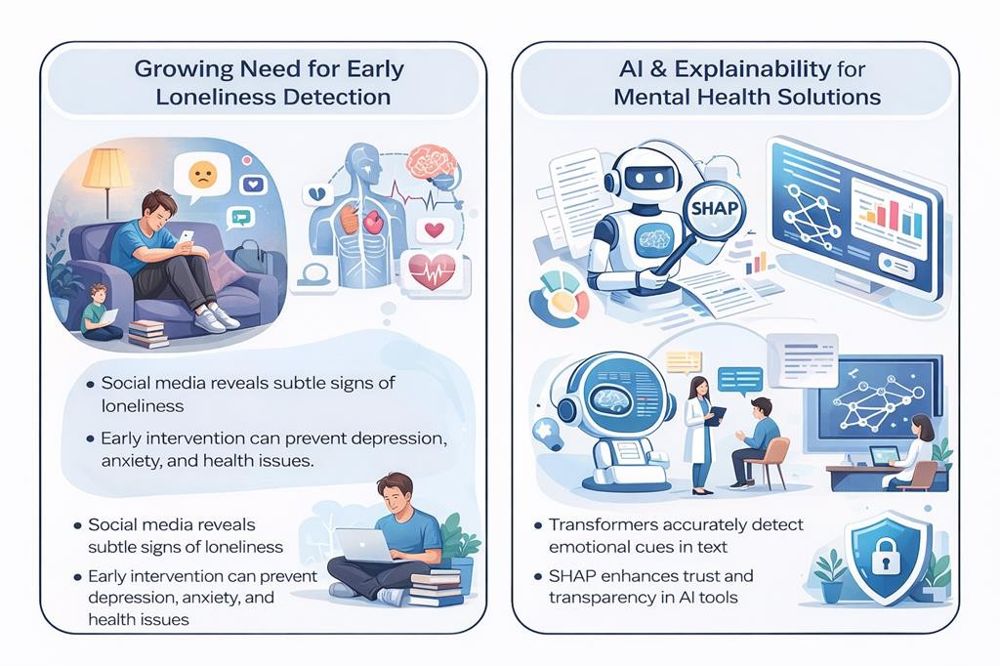 Growing Need for Early
Loneliness Detection
• Social media reveals subtle signs of
loneliness
• Early intervention can prevent depression,
anxiety, and health issues.
• Social media reveals
subtle signs of loneliness
• Early intervention can prevent
depression, anxiety, and
health issues
AI & Explainability for
Mental Health Solutions
SHAP
• Transformers accurately detect
emotional cues in text
• SHAP enhances trust and
transparency in AI tools